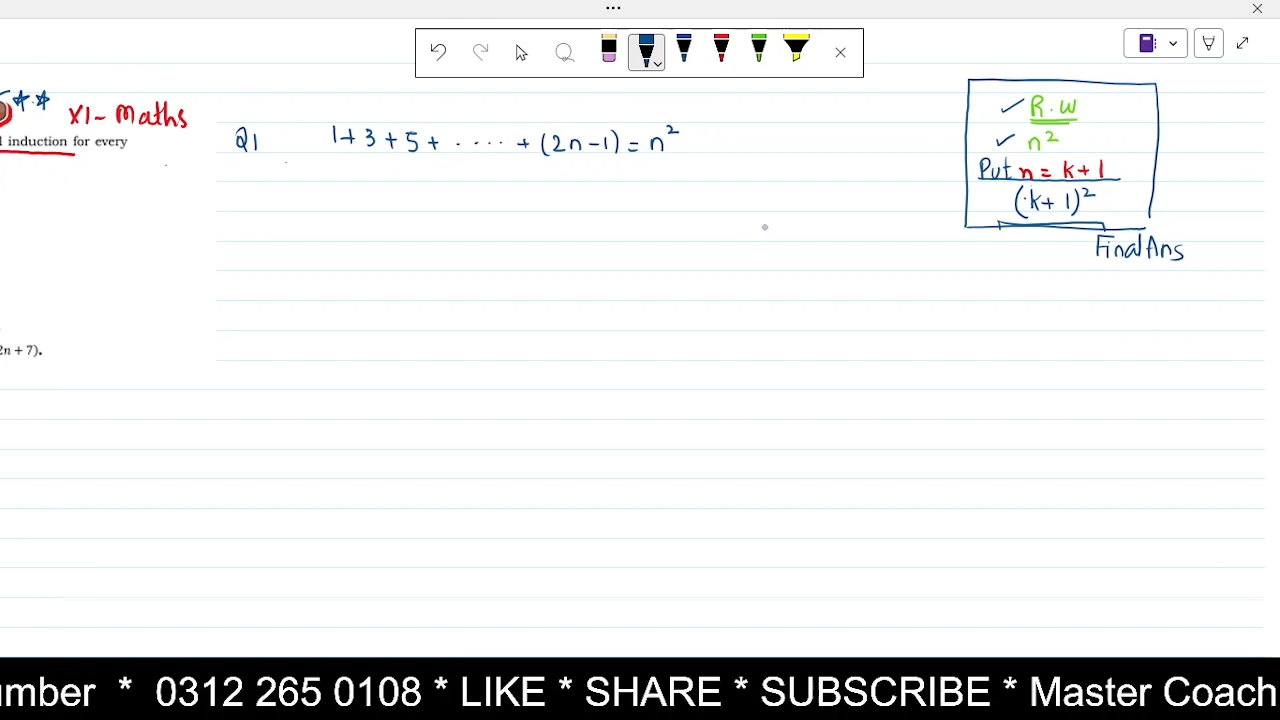 XI - Maths
l induction for every
2n + 7).
Q1 1 + 3 + 5 + ..... + (2n - 1) = n²
✓ R.W
✓ n²
Put n = k + 1
(k + 1)²
Final Ans
umber * 0312 265 0108 * LIKE * SHARE * SUBSCRIBE * Master Coach